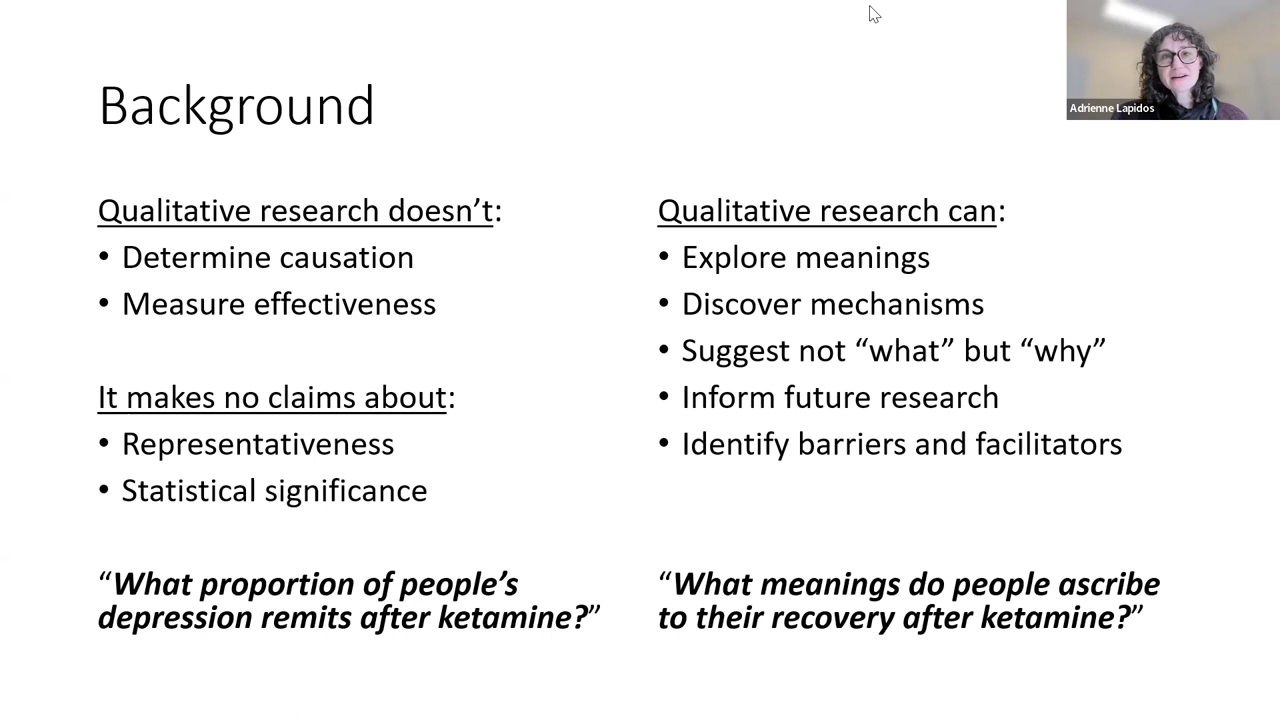 Background
Adrienne Lapidos
Qualitative research doesn’t:
• Determine causation
• Measure effectiveness
It makes no claims about:
• Representativeness
• Statistical significance
“What proportion of people’s
depression remits after ketamine?”
Qualitative research can:
• Explore meanings
• Discover mechanisms
• Suggest not “what” but “why”
• Inform future research
• Identify barriers and facilitators
“What meanings do people ascribe
to their recovery after ketamine?”